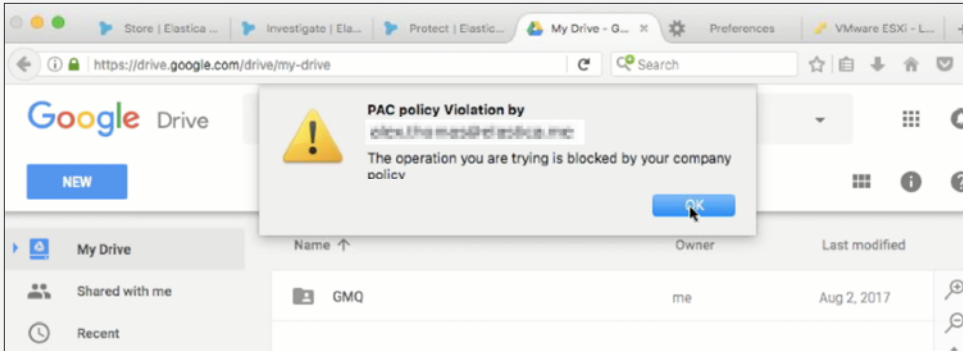 Store | Elastica ...
Investigate | Ela...
Protect | Elastic...
My Drive - G...
Preferences
VMware ESXi - L...
https://drive.google.com/drive/my-drive
Search
Google Drive
PAC policy Violation by
The operation you are trying is blocked by your company
policy
OK
NEW
My Drive
Shared with me
Recent
Name
Owner
Last modified
GMQ
me
Aug 2, 2017